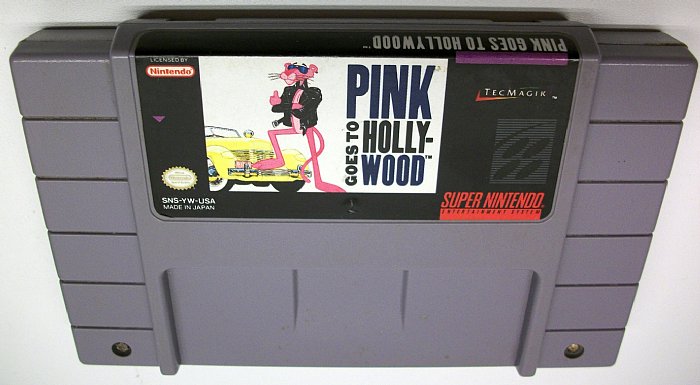 PINK GOES TO HOLLYWOOD™
LICENSED BY
Nintendo
PINK
GOES TO
HOLLY-
WOOD™
TECMAGIK™
SNS-YW-USA
MADE IN JAPAN
SUPER NINTENDO
ENTERTAINMENT SYSTEM